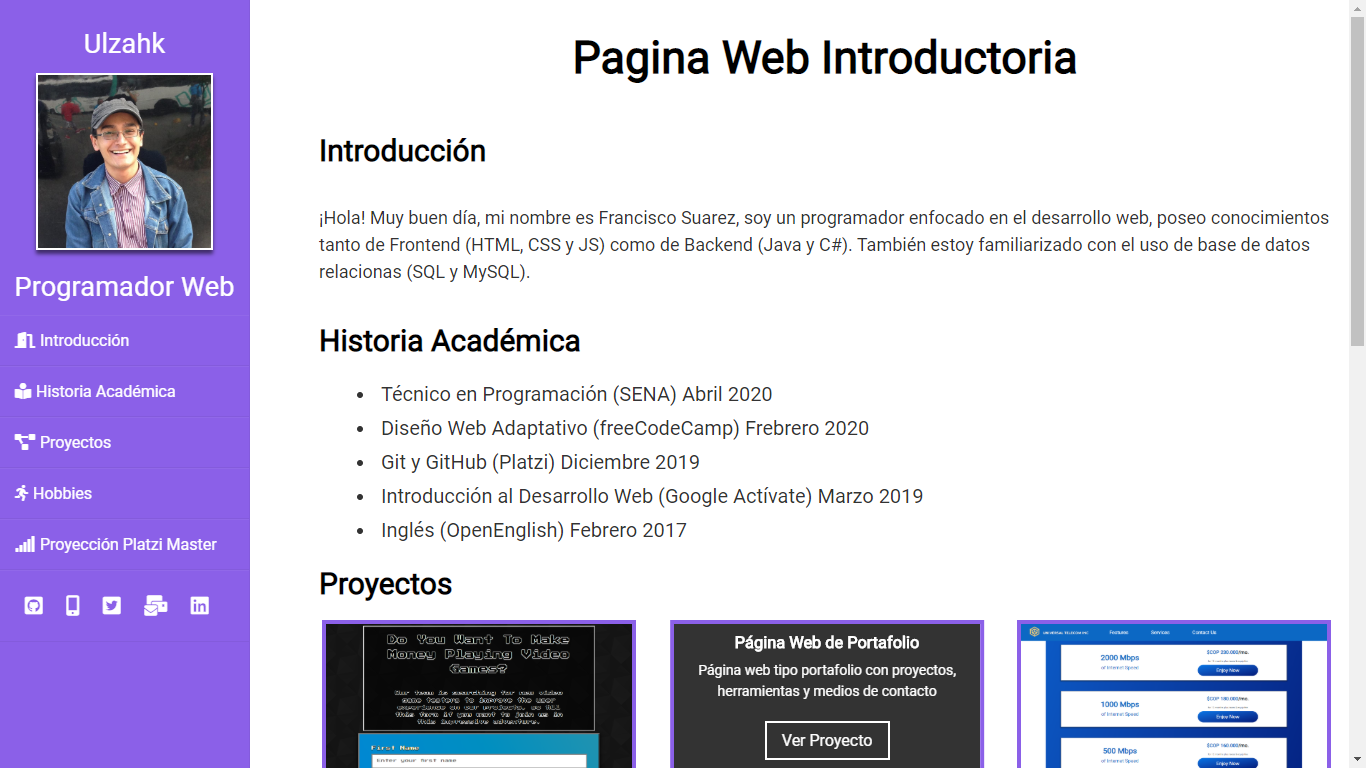 Ulzahk
Programador Web
Introducción
Historia Académica
Proyectos
Hobbies
Proyección Platzi Master
Pagina Web Introductoria
Introducción
¡Hola! Muy buen día, mi nombre es Francisco Suarez, soy un programador enfocado en el desarrollo web, poseo conocimientos
tanto de Frontend (HTML, CSS y JS) como de Backend (Java y C#). También estoy familiarizado con el uso de base de datos
relacionas (SQL y MySQL).
Historia Académica
Técnico en Programación (SENA) Abril 2020
Diseño Web Adaptativo (freeCodeCamp) Frebrero 2020
Git y GitHub (Platzi) Diciembre 2019
Introducción al Desarrollo Web (Google Actívate) Marzo 2019
Inglés (OpenEnglish) Febrero 2017
Proyectos
Do You Want To Make
Money Playing Video
Games?
Our team is searching for new video
game testers to improve the user
experience on our projects, so fill
this form if you want to join us in
this impressive adventure.
First Name
Enter your first name
Página Web de Portafolio
Página web tipo portafolio con proyectos,
herramientas y medios de contacto
Ver Proyecto
UNIVERSAL TELECOM INC Features Services Contact Us
2000 Mbps
of Internet Speed
$COP 230.000/mo.
Enjoy Now
1000 Mbps
of Internet Speed
$COP 180.000/mo.
Enjoy Now
500 Mbps
of Internet Speed
$COP 160.000/mo.
Enjoy Now